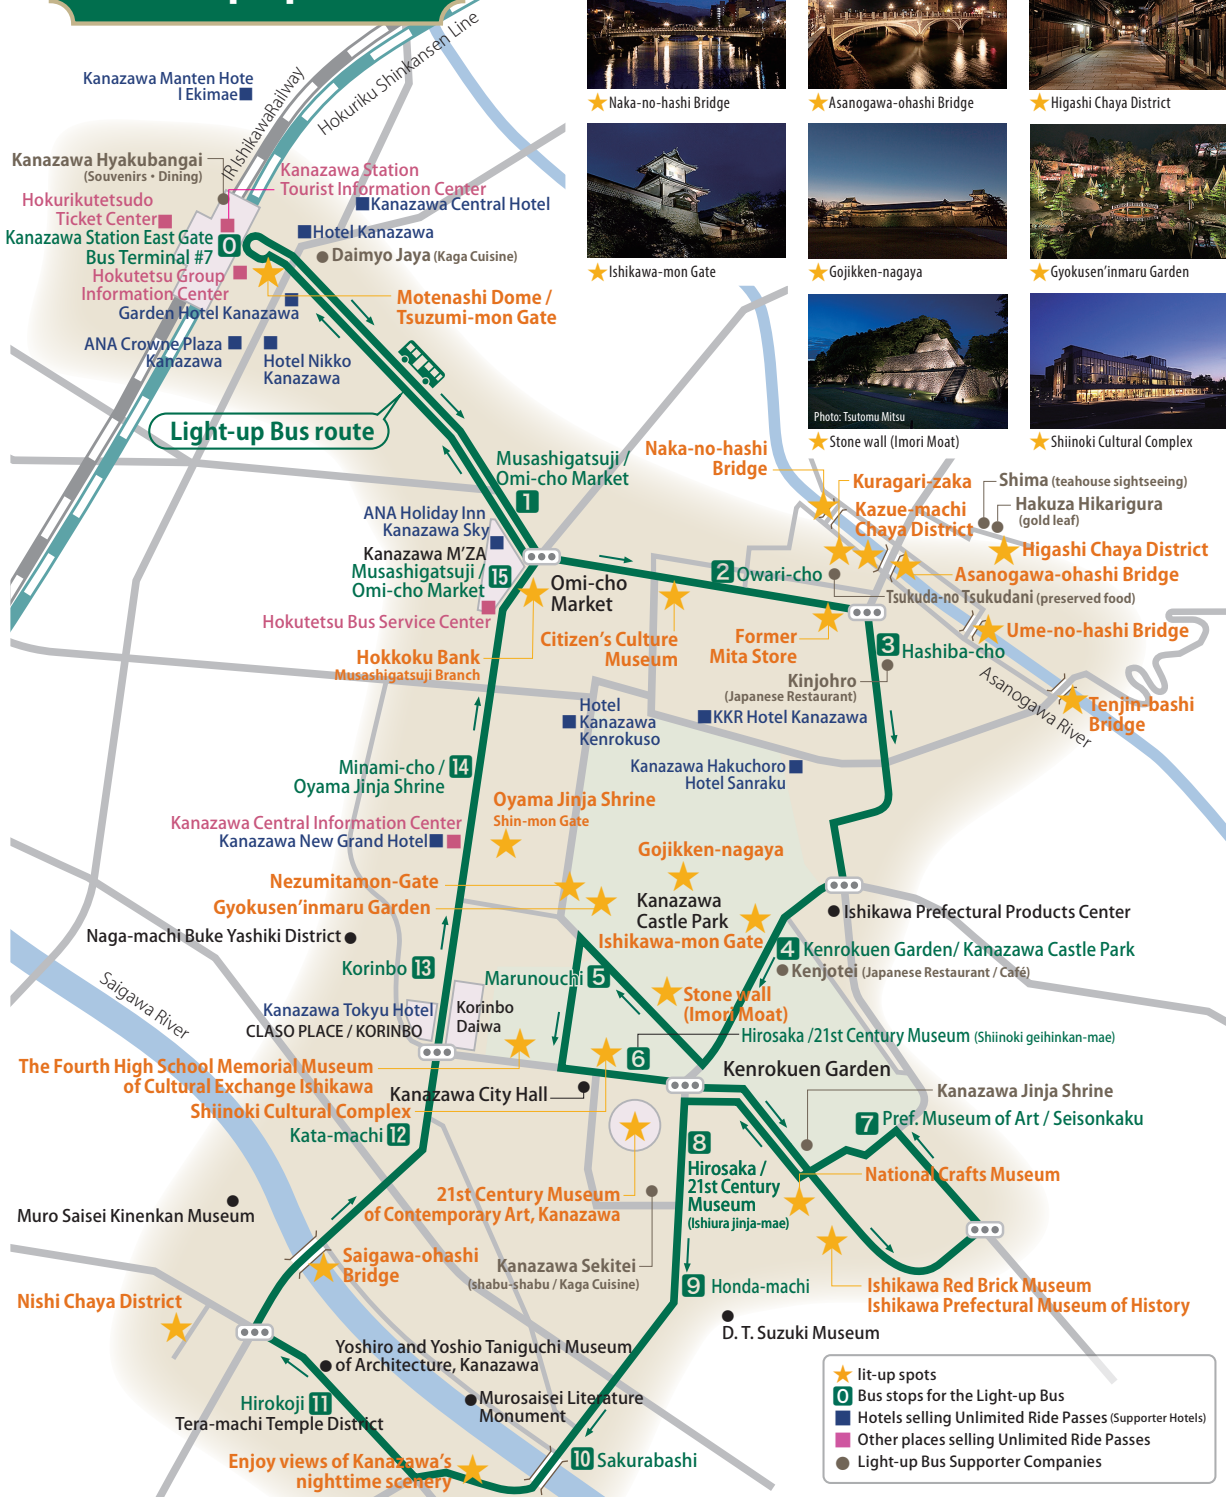 Kanazawa Manten Hote
l Ekimae
IR Ishikawa Railway
Hokuriku Shinkansen Line
Naka-no-hashi Bridge
Asanogawa-ohashi Bridge
Higashi Chaya District
Ishikawa-mon Gate
Gojikken-nagaya
Gyokusen'inmaru Garden
Photo: Tsutomu Mitsu
Stone wall (Imori Moat)
Shiinoki Cultural Complex
Kanazawa Hyakubangai
(Souvenirs • Dining)
Kanazawa Station
Tourist Information Center
Hokurikutetsudo
Ticket Center
Kanazawa Central Hotel
Kanazawa Station East Gate
Bus Terminal #7
0
Hotel Kanazawa
Daimyo Jaya (Kaga Cuisine)
Hokutetsu Group
Information Center
Garden Hotel Kanazawa
Motenashi Dome /
Tsuzumi-mon Gate
ANA Crowne Plaza
Kanazawa
Hotel Nikko
Kanazawa
Light-up Bus route
Musashigatsuji /
Omi-cho Market
1
Naka-no-hashi
Bridge
Kuragari-zaka
Kazue-machi
Chaya District
Shima (teahouse sightseeing)
Hakuza Hikarigura
(gold leaf)
Higashi Chaya District
Asanogawa-ohashi Bridge
ANA Holiday Inn
Kanazawa Sky
Kanazawa M'ZA
Musashigatsuji /
Omi-cho Market
15
Omi-cho
Market
2 Owari-cho
Tsukuda-no Tsukudani (preserved food)
Hokutetsu Bus Service Center
Citizen's Culture
Museum
Former
Mita Store
3 Hashiba-cho
Ume-no-hashi Bridge
Hokkoku Bank
Musashigatsuji Branch
Kinjohro
(Japanese Restaurant)
Asanogawa River
Tenjin-bashi
Bridge
Hotel
Kanazawa
Kenrokuso
KKR Hotel Kanazawa
Minami-cho /
Oyama Jinja Shrine
14
Kanazawa Hakuchoro
Hotel Sanraku
Oyama Jinja Shrine
Shin-mon Gate
Kanazawa Central Information Center
Kanazawa New Grand Hotel
Gojikken-nagaya
Nezumitamon-Gate
Gyokusen'inmaru Garden
Kanazawa
Castle Park
Ishikawa-mon Gate
Ishikawa Prefectural Products Center
Naga-machi Buke Yashiki District
4 Kenrokuen Garden/ Kanazawa Castle Park
Kenjotei (Japanese Restaurant / Café)
Korinbo 13
Marunouchi 5
Saigawa River
Stone wall
(Imori Moat)
Kanazawa Tokyu Hotel
CLASO PLACE / KORINBO
Korinbo
Daiwa
6
Hirosaka /21st Century Museum (Shiinoki geihinkan-mae)
The Fourth High School Memorial Museum
of Cultural Exchange Ishikawa
Kenrokuen Garden
Kanazawa City Hall
Kanazawa Jinja Shrine
Shiinoki Cultural Complex
7 Pref. Museum of Art / Seisonkaku
Kata-machi 12
8
Hirosaka /
21st Century
Museum
(Ishiura jinja-mae)
National Crafts Museum
21st Century Museum
of Contemporary Art, Kanazawa
Muro Saisei Kinenkan Museum
Saigawa-ohashi
Bridge
Kanazawa Sekitei
(shabu-shabu / Kaga Cuisine)
9 Honda-machi
Ishikawa Red Brick Museum
Ishikawa Prefectural Museum of History
Nishi Chaya District
D. T. Suzuki Museum
Yoshiro and Yoshio Taniguchi Museum
of Architecture, Kanazawa
Hirokoji 11
Tera-machi Temple District
Murosaisei Literature
Monument
Enjoy views of Kanazawa's
nighttime scenery
10 Sakurabashi
lit-up spots
0 Bus stops for the Light-up Bus
Hotels selling Unlimited Ride Passes (Supporter Hotels)
Other places selling Unlimited Ride Passes
Light-up Bus Supporter Companies